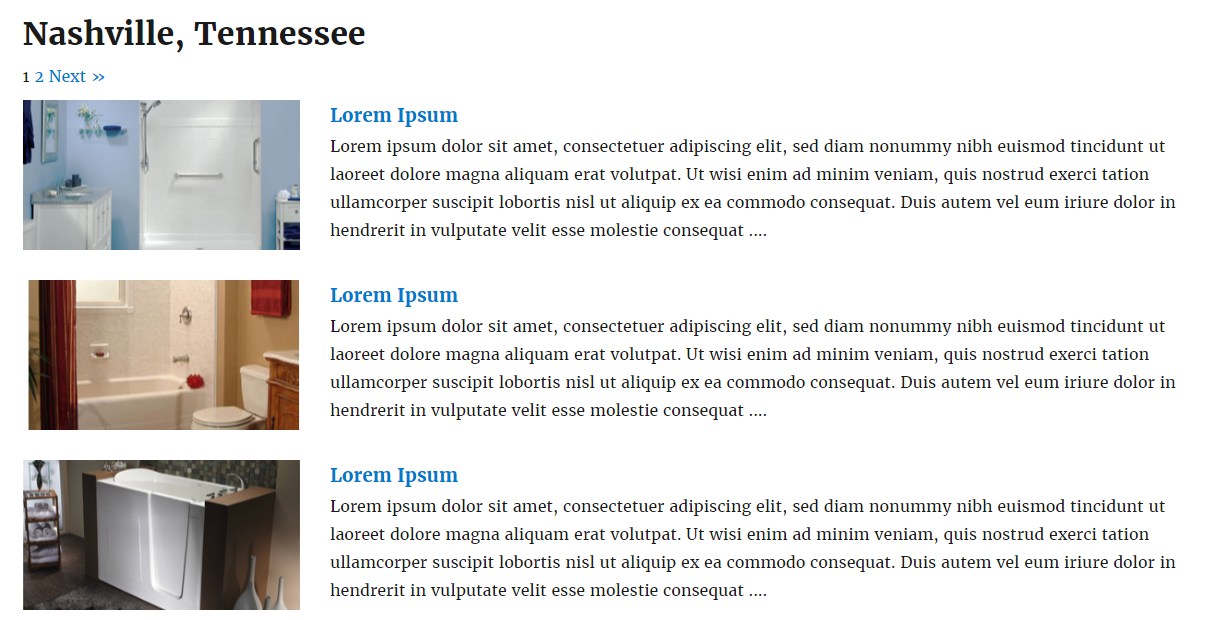 Nashville, Tennessee
1 2 Next »
Lorem Ipsum
Lorem ipsum dolor sit amet, consectetuer adipiscing elit, sed diam nonummy nibh euismod tincidunt ut
laoreet dolore magna aliquam erat volutpat. Ut wisi enim ad minim veniam, quis nostrud exerci tation
ullamcorper suscipit lobortis nisl ut aliquip ex ea commodo consequat. Duis autem vel eum iriure dolor in
hendrerit in vulputate velit esse molestie consequat ....
Lorem Ipsum
Lorem ipsum dolor sit amet, consectetuer adipiscing elit, sed diam nonummy nibh euismod tincidunt ut
laoreet dolore magna aliquam erat volutpat. Ut wisi enim ad minim veniam, quis nostrud exerci tation
ullamcorper suscipit lobortis nisl ut aliquip ex ea commodo consequat. Duis autem vel eum iriure dolor in
hendrerit in vulputate velit esse molestie consequat ....
Lorem Ipsum
Lorem ipsum dolor sit amet, consectetuer adipiscing elit, sed diam nonummy nibh euismod tincidunt ut
laoreet dolore magna aliquam erat volutpat. Ut wisi enim ad minim veniam, quis nostrud exerci tation
ullamcorper suscipit lobortis nisl ut aliquip ex ea commodo consequat. Duis autem vel eum iriure dolor in
hendrerit in vulputate velit esse molestie consequat ....